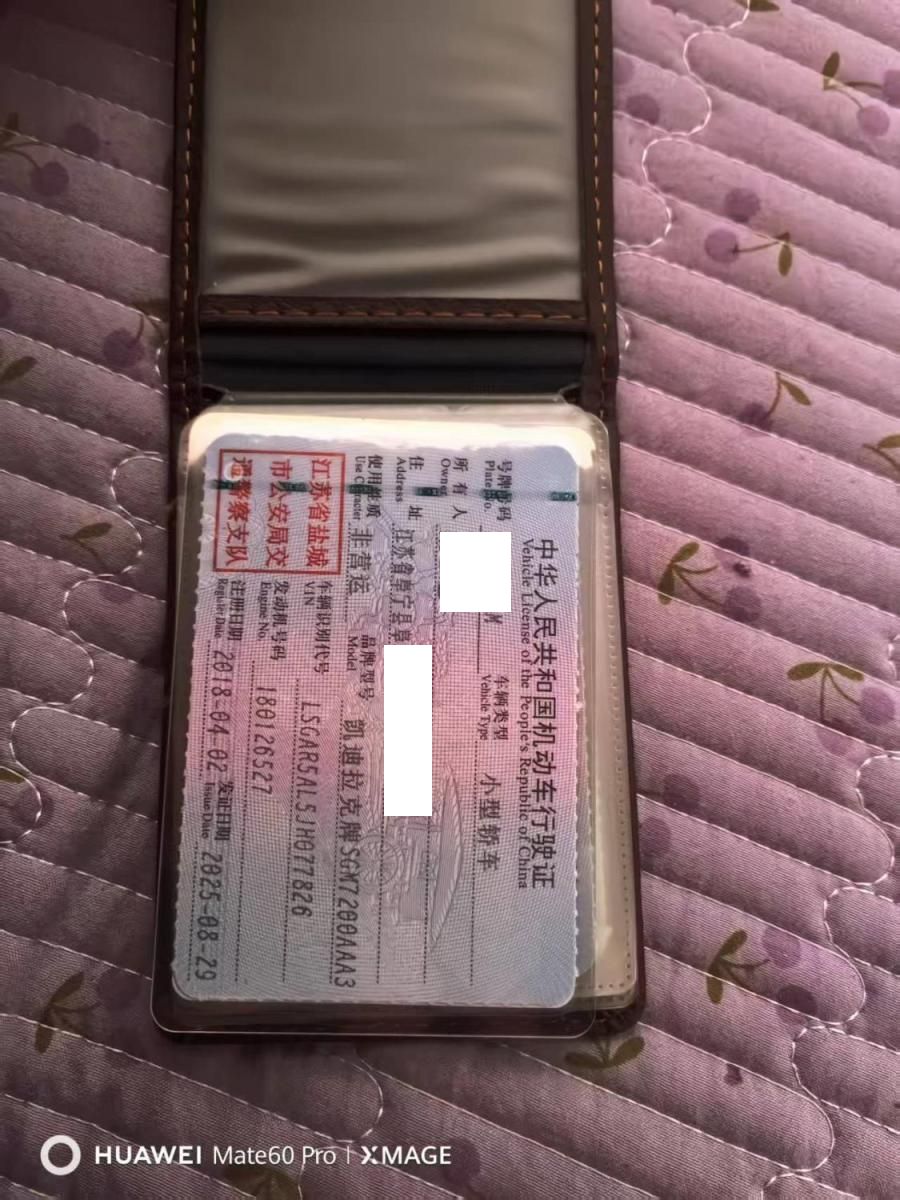 中华人民共和国机动车行驶证
Vehicle License of the People's Republic of China
号牌号码
Plate No.
M
车辆类型
Vehicle Type
小型轿车
所有人
Owner
住址
Address
江苏省阜宁县阜
使用性质
Use Character
非营运
品牌型号
Model
凯迪拉克牌SGM7200AAA3
江苏省盐城
市公安局交
通警察支队
车辆识别代号
VIN
LSGAR5AL5JH077826
发动机号码
Engine No.
180126527
注册日期
Register Date
2018-04-02
发证日期
Issue Date
2025-08-29
HUAWEI Mate60 Pro | XMAGE